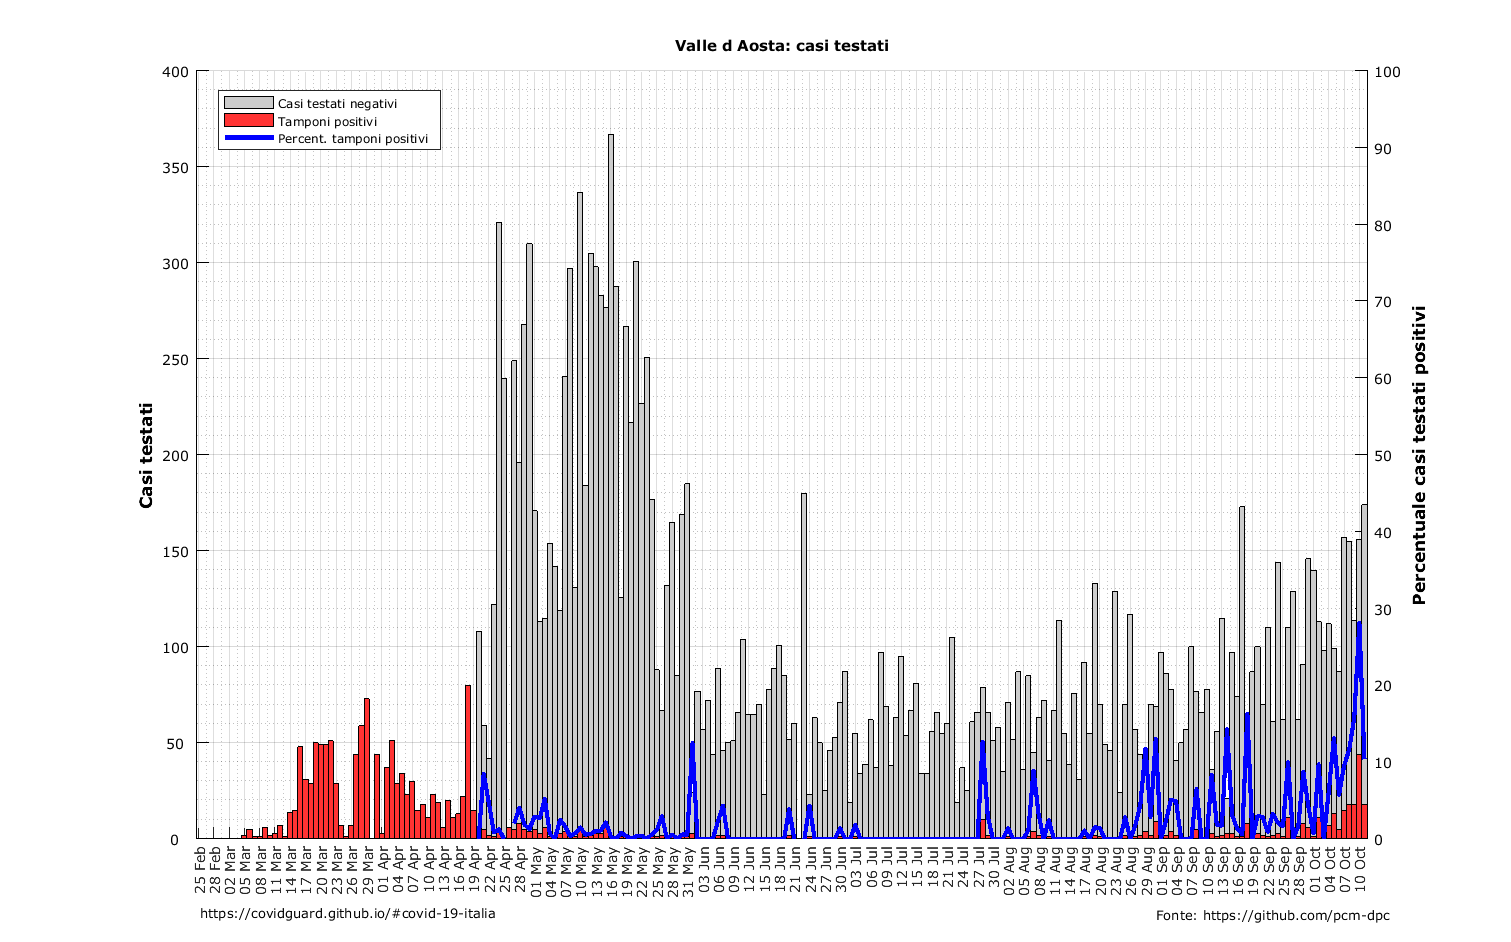 Valle d Aosta: casi testati
Casi testati negativi
Tamponi positivi
Percent. tamponi positivi
400
350
300
250
200
150
100
50
0
Casi testati
100
90
80
70
60
50
40
30
20
10
0
Percentuale casi testati positivi
25 Feb
28 Feb
02 Mar
05 Mar
08 Mar
11 Mar
14 Mar
17 Mar
20 Mar
23 Mar
26 Mar
29 Mar
01 Apr
04 Apr
07 Apr
10 Apr
13 Apr
16 Apr
19 Apr
22 Apr
25 Apr
28 Apr
01 May
04 May
07 May
10 May
13 May
16 May
19 May
22 May
25 May
28 May
31 May
03 Jun
06 Jun
09 Jun
12 Jun
15 Jun
18 Jun
21 Jun
24 Jun
27 Jun
30 Jun
03 Jul
06 Jul
09 Jul
12 Jul
15 Jul
18 Jul
21 Jul
24 Jul
27 Jul
30 Jul
02 Aug
05 Aug
08 Aug
11 Aug
14 Aug
17 Aug
20 Aug
23 Aug
26 Aug
29 Aug
01 Sep
04 Sep
07 Sep
10 Sep
13 Sep
16 Sep
19 Sep
22 Sep
25 Sep
28 Sep
01 Oct
04 Oct
07 Oct
10 Oct
https://covidguard.github.io/#covid-19-italia
Fonte: https://github.com/pcm-dpc